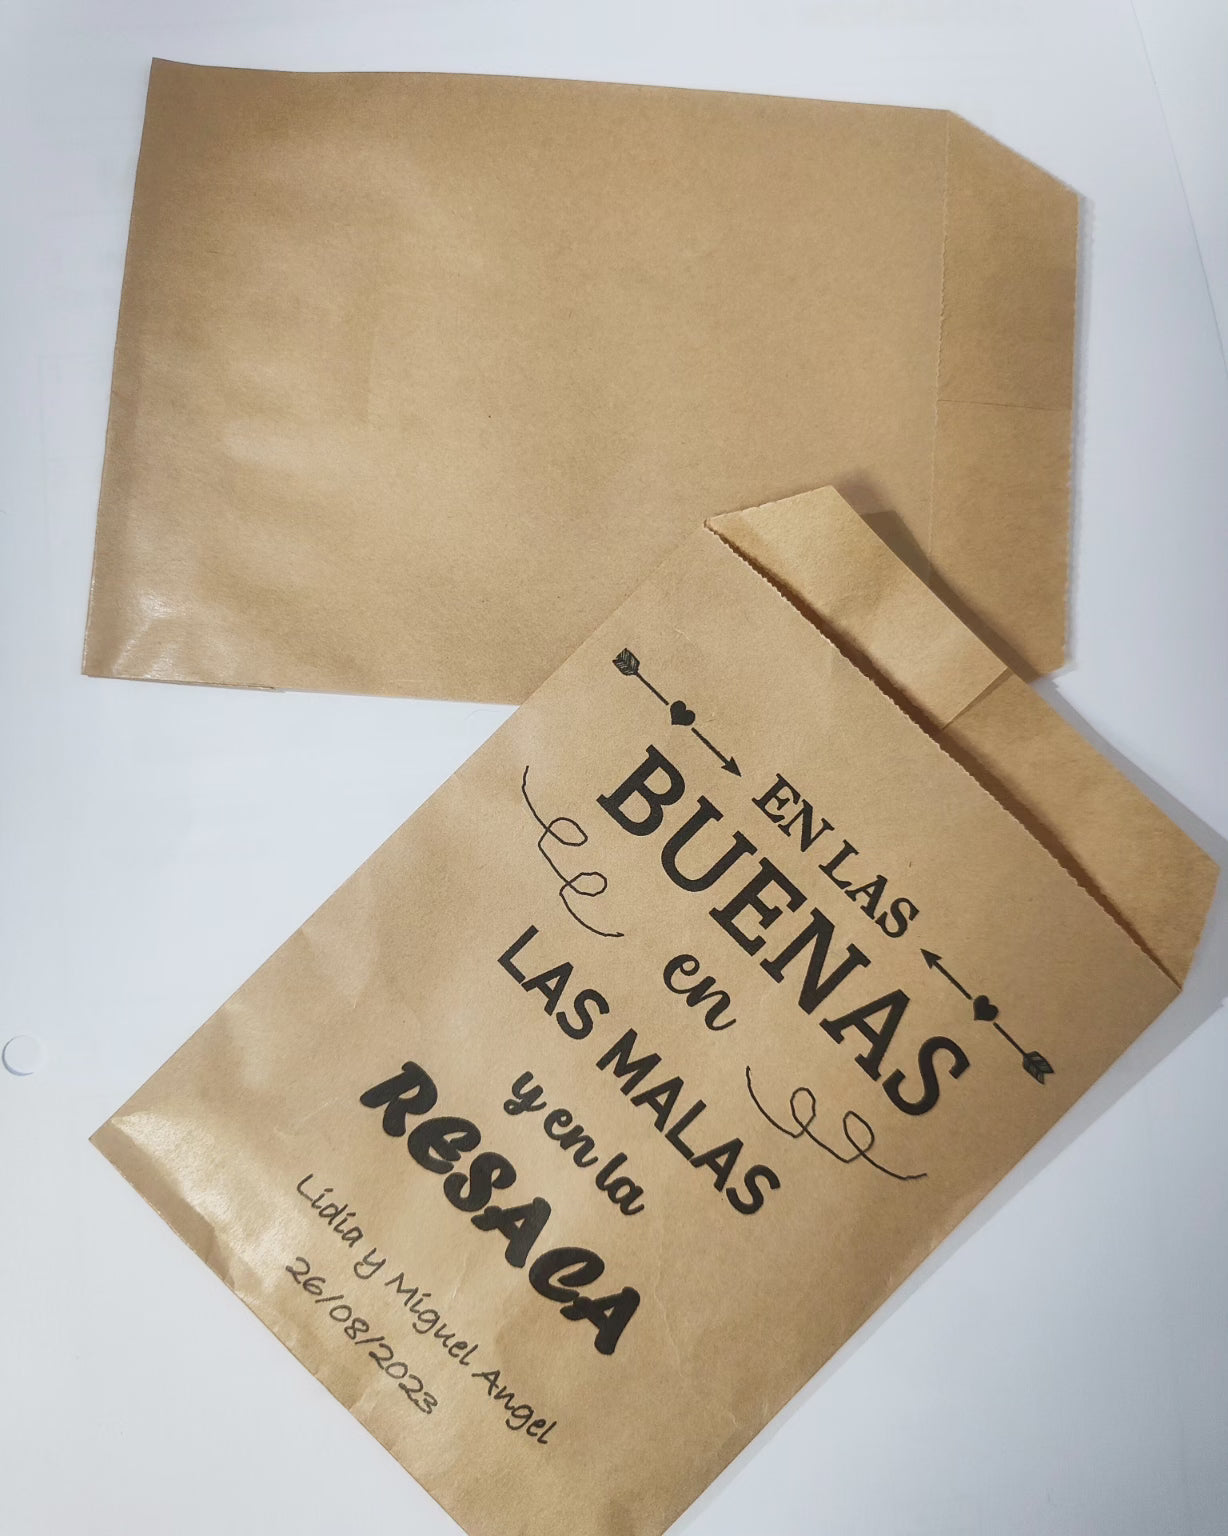 EN LAS
BUENAS
en
LAS MALAS
y en la
RESACA
Lidia y Miguel Angel
26/08/2023